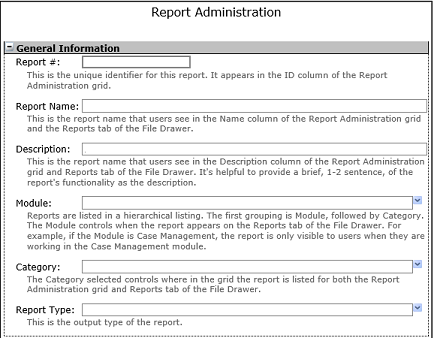 Report Administration
General Information
Report #:
This is the unique identifier for this report. It appears in the ID column of the Report
Administration grid.
Report Name:
This is the report name that users see in the Name column of the Report Administration grid
and the Reports tab of the File Drawer.
Description:
This is the report name that users see in the Description column of the Report Administration
grid and Reports tab of the File Drawer. It's helpful to provide a brief, 1-2 sentence, of the
report's functionality as the description.
Module:
Reports are listed in a hierarchical listing. The first grouping is Module, followed by Category.
The Module controls when the report appears on the Reports tab of the File Drawer. For
example, if the Module is Case Management, the report is only visible to users when they are
working in the Case Management module.
Category:
The Category selected controls where in the grid the report is listed for both the Report
Administration grid and Reports tab of the File Drawer.
Report Type:
This is the output type of the report.